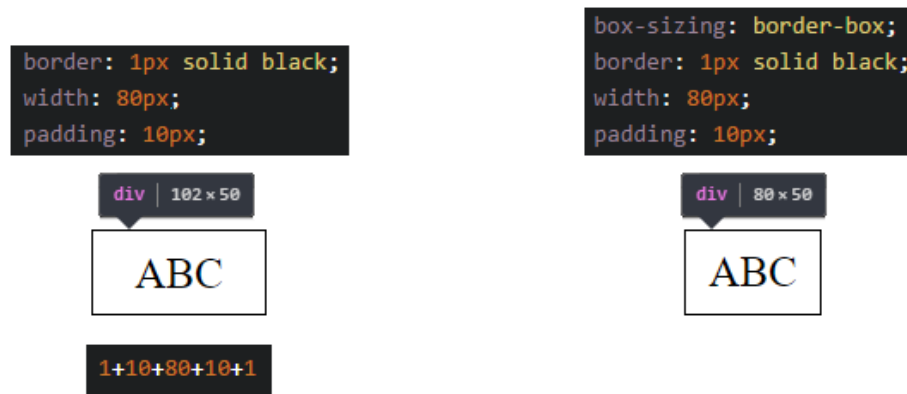 border: 1px solid black;
width: 80px;
padding: 10px;
div | 102×50
ABC
1+10+80+10+1
box-sizing: border-box;
border: 1px solid black;
width: 80px;
padding: 10px;
div | 80×50
ABC